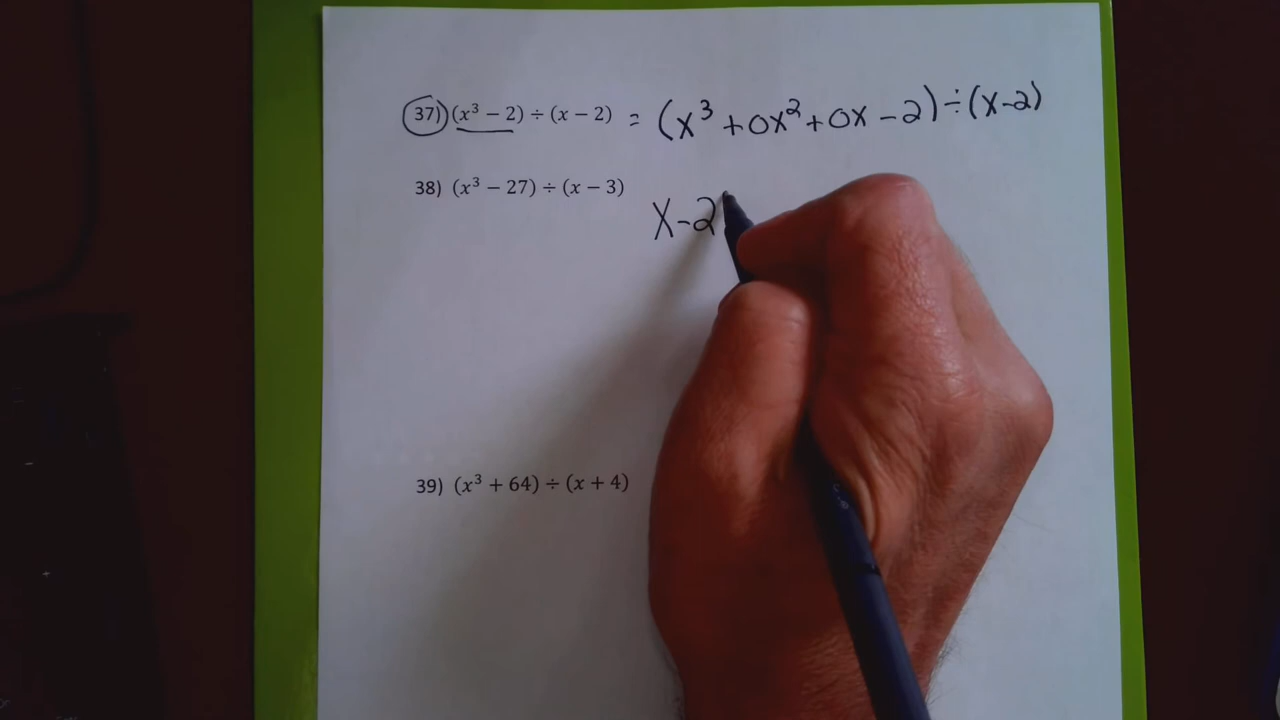 37) (x³ − 2) ÷ (x − 2) = (x³ + 0x² + 0x − 2) ÷ (x − 2)
38) (x³ − 27) ÷ (x − 3)
x − 2
39) (x³ + 64) ÷ (x + 4)